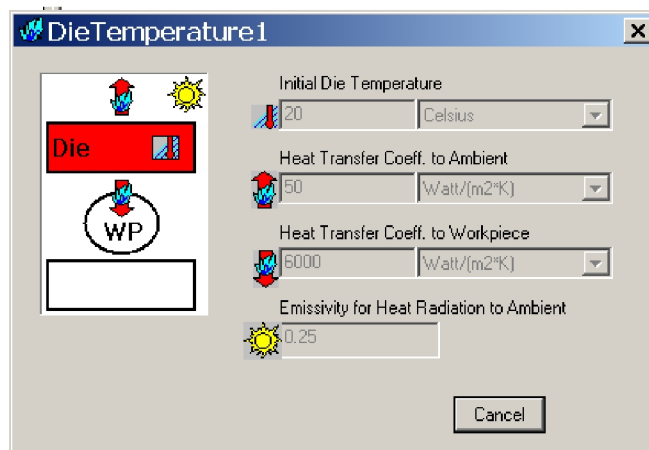 DieTemperature1
Die
WP
Initial Die Temperature
20 Celsius
Heat Transfer Coeff. to Ambient
50 Watt/(m2*K)
Heat Transfer Coeff. to Workpiece
6000 Watt/(m2*K)
Emissivity for Heat Radiation to Ambient
0.25
Cancel